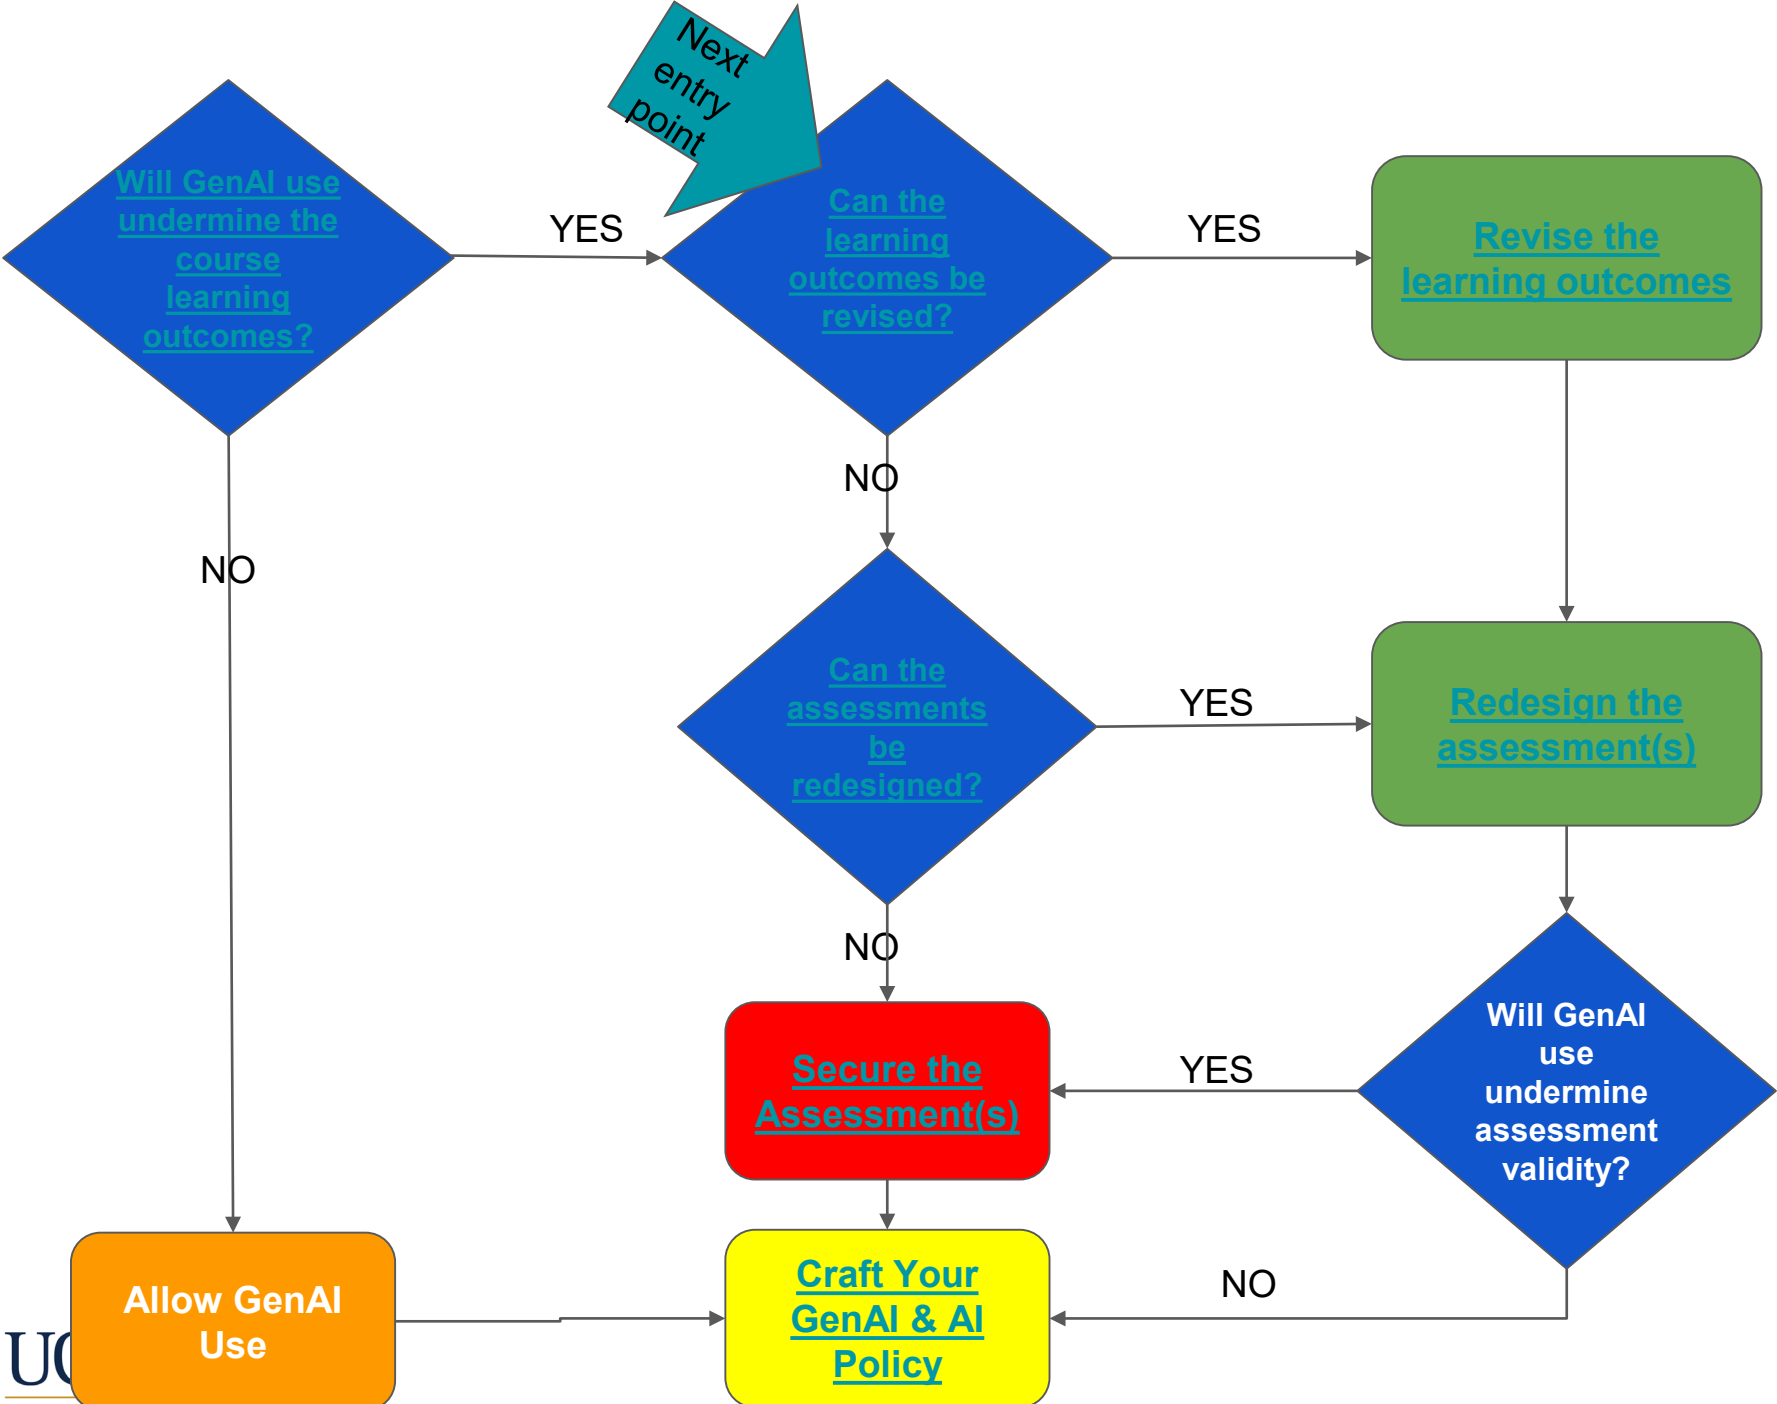 Next
entry
point
Will GenAI use
undermine the
course
learning
outcomes?
YES
Can the
learning
outcomes be
revised?
YES
Revise the
learning outcomes
NO
NO
Can the
assessments
be
redesigned?
YES
Redesign the
assessment(s)
NO
Secure the
Assessment(s)
YES
Will GenAI
use
undermine
assessment
validity?
Allow GenAI
Use
Craft Your
GenAI & AI
Policy
NO